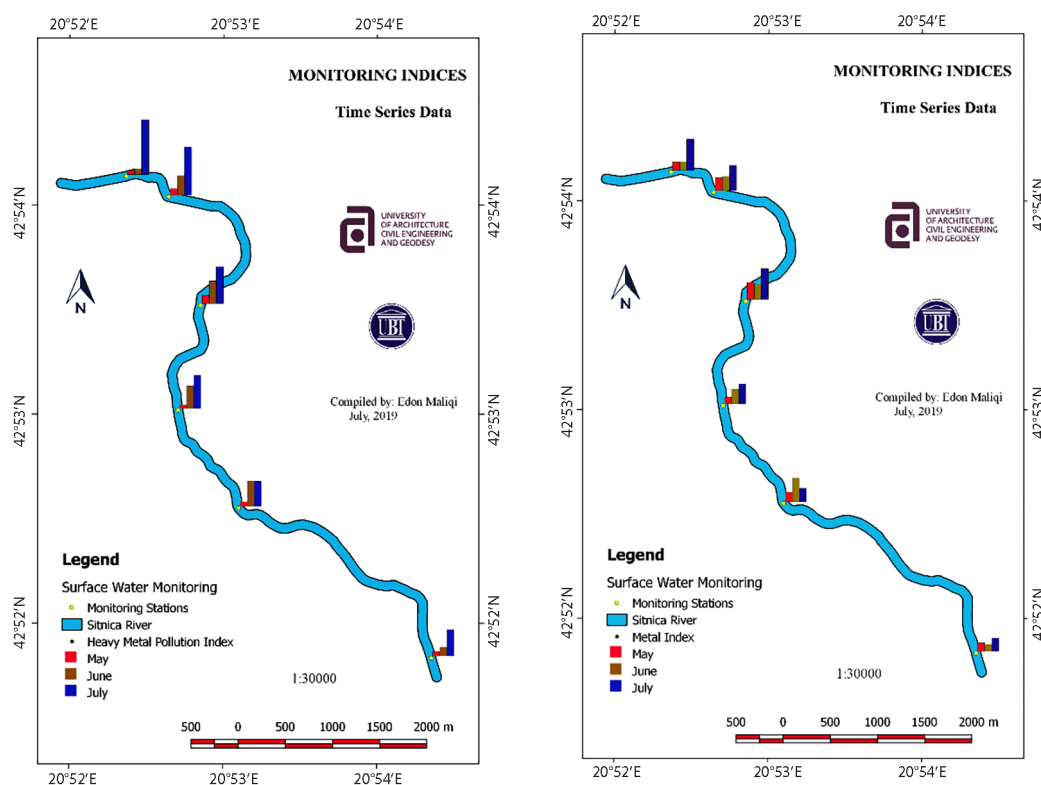 20°52′E 20°53′E 20°54′E
MONITORING INDICES
Time Series Data
42°54′N 42°54′N
UNIVERSITY
OF ARCHITECTURE
CIVIL ENGINEERING
AND GEODESY
N
UBT
Compiled by: Edon Maliqi
July, 2019
42°53′N 42°53′N
Legend
Surface Water Monitoring
Monitoring Stations
Sitnica River
Heavy Metal Pollution Index
May
June
July
42°52′N 42°52′N
1:30000
500 0 500 1000 1500 2000 m
20°52′E 20°53′E 20°54′E
20°52′E 20°53′E 20°54′E
MONITORING INDICES
Time Series Data
42°54′N 42°54′N
UNIVERSITY
OF ARCHITECTURE
CIVIL ENGINEERING
AND GEODESY
N
UBT
Compiled by: Edon Maliqi
July, 2019
42°53′N 42°53′N
Legend
Surface Water Monitoring
Monitoring Stations
Sitnica River
Metal Index
May
June
July
42°52′N 42°52′N
1:30000
500 0 500 1000 1500 2000 m
20°52′E 20°53′E 20°54′E